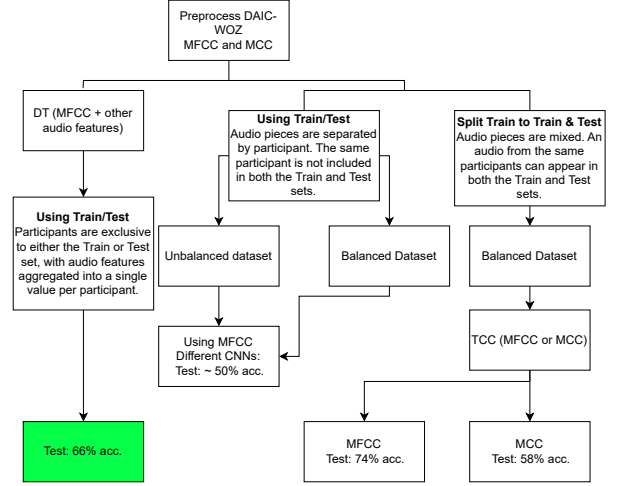 Preprocess DAIC-
WOZ
MFCC and MCC
DT (MFCC + other
audio features)
Using Train/Test
Audio pieces are separated
by participant. The same
participant is not included
in both the Train and Test
sets.
Split Train to Train & Test
Audio pieces are mixed. An
audio from the same
participants can appear in
both the Train and Test
sets.
Using Train/Test
Participants are exclusive
to either the Train or Test
set, with audio features
aggregated into a single
value per participant.
Unbalanced dataset
Balanced Dataset
Balanced Dataset
Using MFCC
Different CNNs:
Test: ~ 50% acc.
TCC (MFCC or MCC)
Test: 66% acc.
MFCC
Test: 74% acc.
MCC
Test: 58% acc.